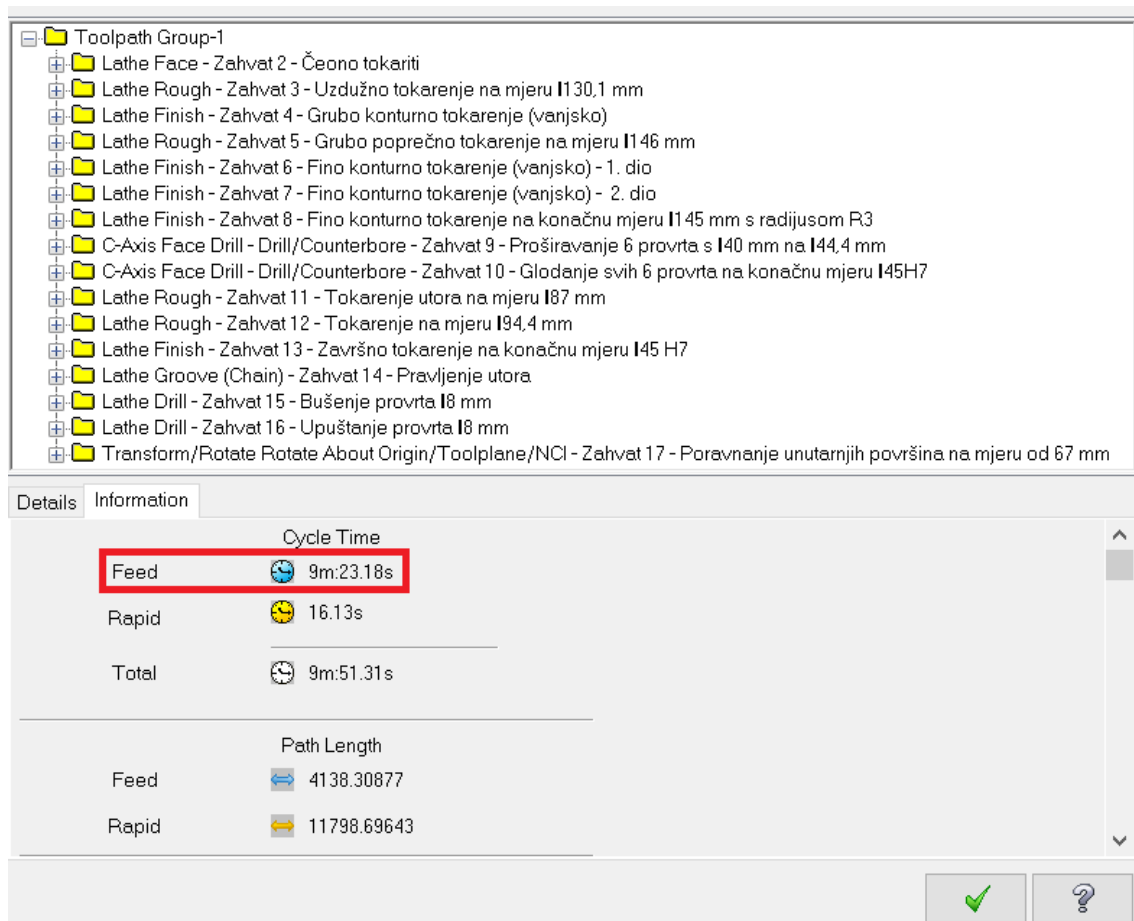 Toolpath Group-1
Lathe Face - Zahvat 2 - Čeono tokariti
Lathe Rough - Zahvat 3 - Uzdužno tokarenje na mjeru I130,1 mm
Lathe Finish - Zahvat 4 - Grubo konturno tokarenje (vanjsko)
Lathe Rough - Zahvat 5 - Grubo poprečno tokarenje na mjeru I146 mm
Lathe Finish - Zahvat 6 - Fino konturno tokarenje (vanjsko) - 1. dio
Lathe Finish - Zahvat 7 - Fino konturno tokarenje (vanjsko) - 2. dio
Lathe Finish - Zahvat 8 - Fino konturno tokarenje na konačnu mjeru I145 mm s radijusom R3
C-Axis Face Drill - Drill/Counterbore - Zahvat 9 - Proširavanje 6 provrta s I40 mm na I44,4 mm
C-Axis Face Drill - Drill/Counterbore - Zahvat 10 - Glodanje svih 6 provrta na konačnu mjeru I45H7
Lathe Rough - Zahvat 11 - Tokarenje utora na mjeru I87 mm
Lathe Rough - Zahvat 12 - Tokarenje na mjeru I94,4 mm
Lathe Finish - Zahvat 13 - Završno tokarenje na konačnu mjeru I45 H7
Lathe Groove (Chain) - Zahvat 14 - Pravljenje utora
Lathe Drill - Zahvat 15 - Bušenje provrta I8 mm
Lathe Drill - Zahvat 16 - Upuštanje provrta I8 mm
Transform/Rotate Rotate About Origin/Toolplane/NCI - Zahvat 17 - Poravnanje unutarnjih površina na mjeru od 67 mm
Details Information
Cycle Time
Feed 9m:23.18s
Rapid 16.13s
Total 9m:51.31s
Path Length
Feed 4138.30877
Rapid 11798.69643